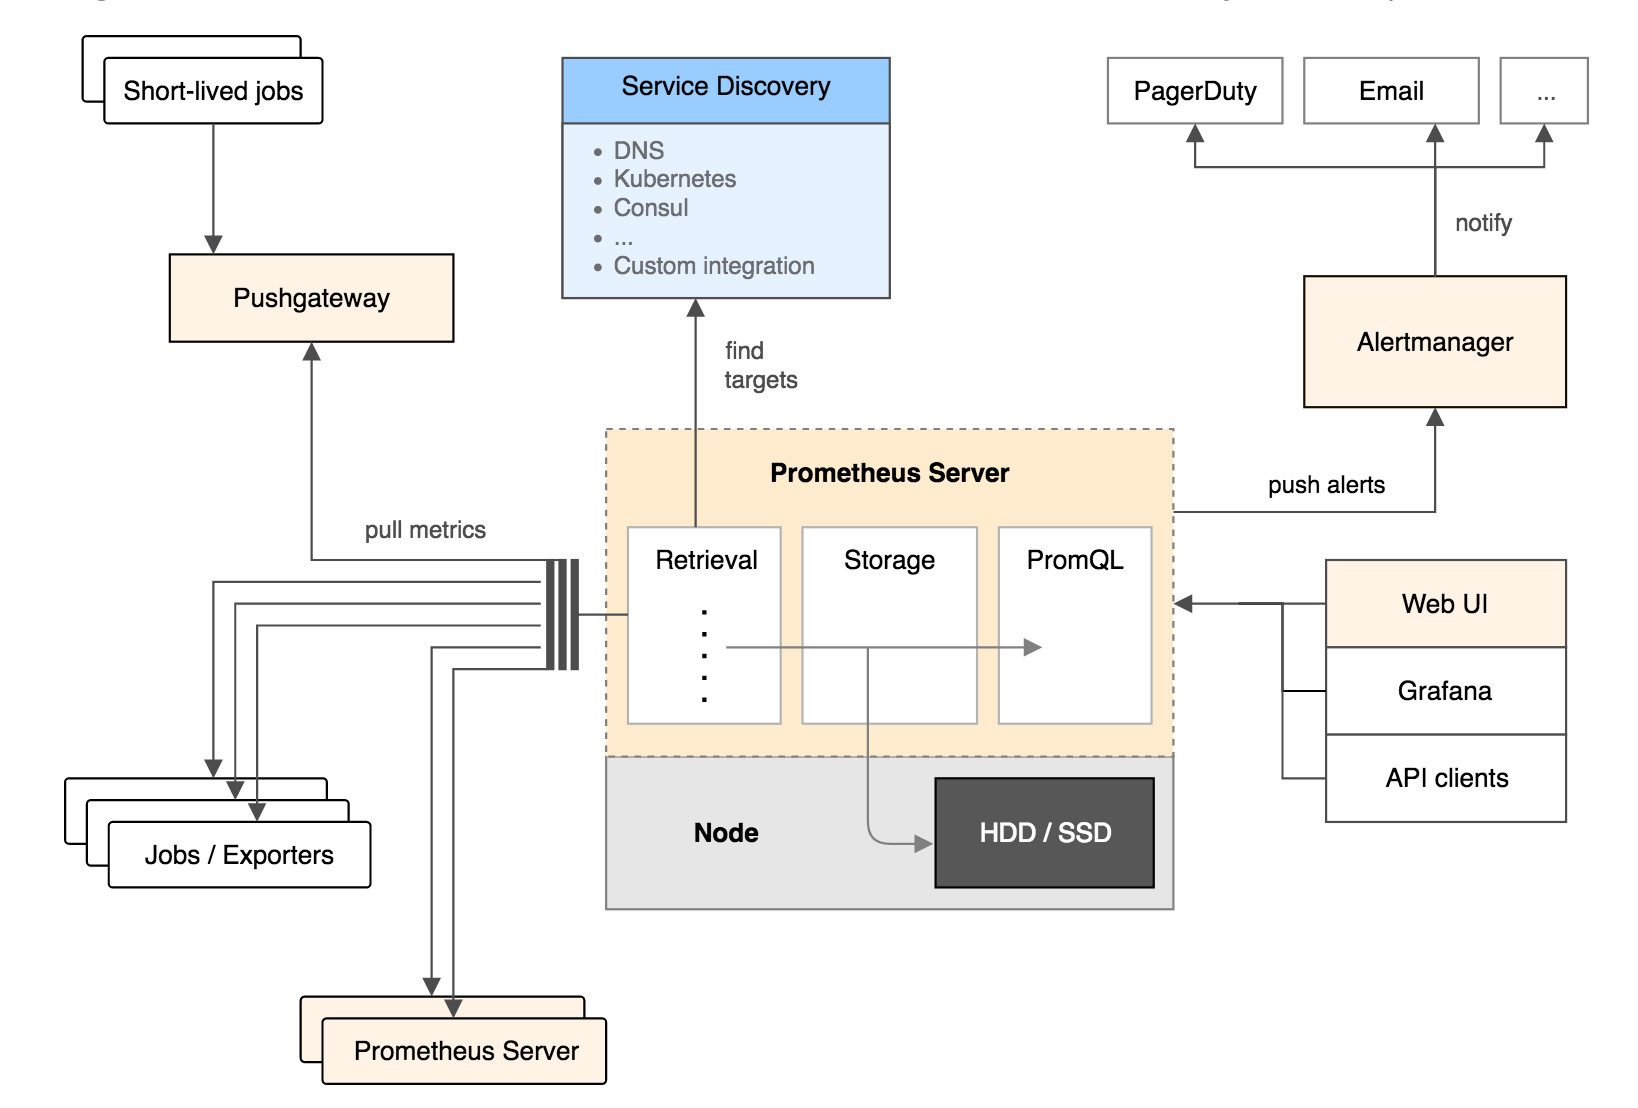 Short-lived jobs
Service Discovery
DNS
Kubernetes
Consul
...
Custom integration
PagerDuty
Email
...
notify
Pushgateway
Alertmanager
find
targets
Prometheus Server
push alerts
pull metrics
Retrieval
Storage
PromQL
Web UI
Grafana
API clients
Node
HDD / SSD
Jobs / Exporters
Prometheus Server